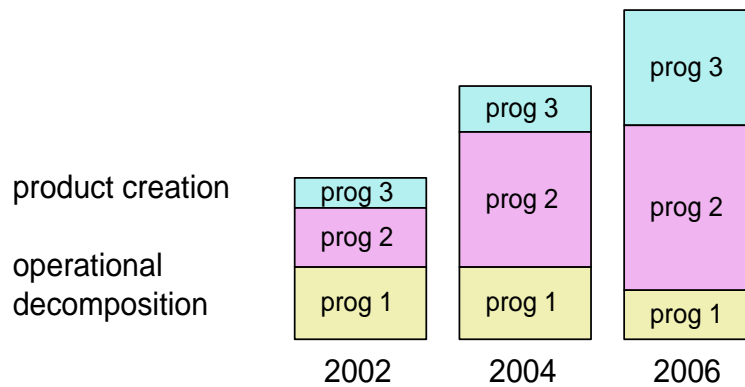 prog 3
prog 3
prog 2
prog 2
prog 1
product creation
prog 3
prog 2
operational
decomposition
prog 1
prog 1
2002
2004
2006